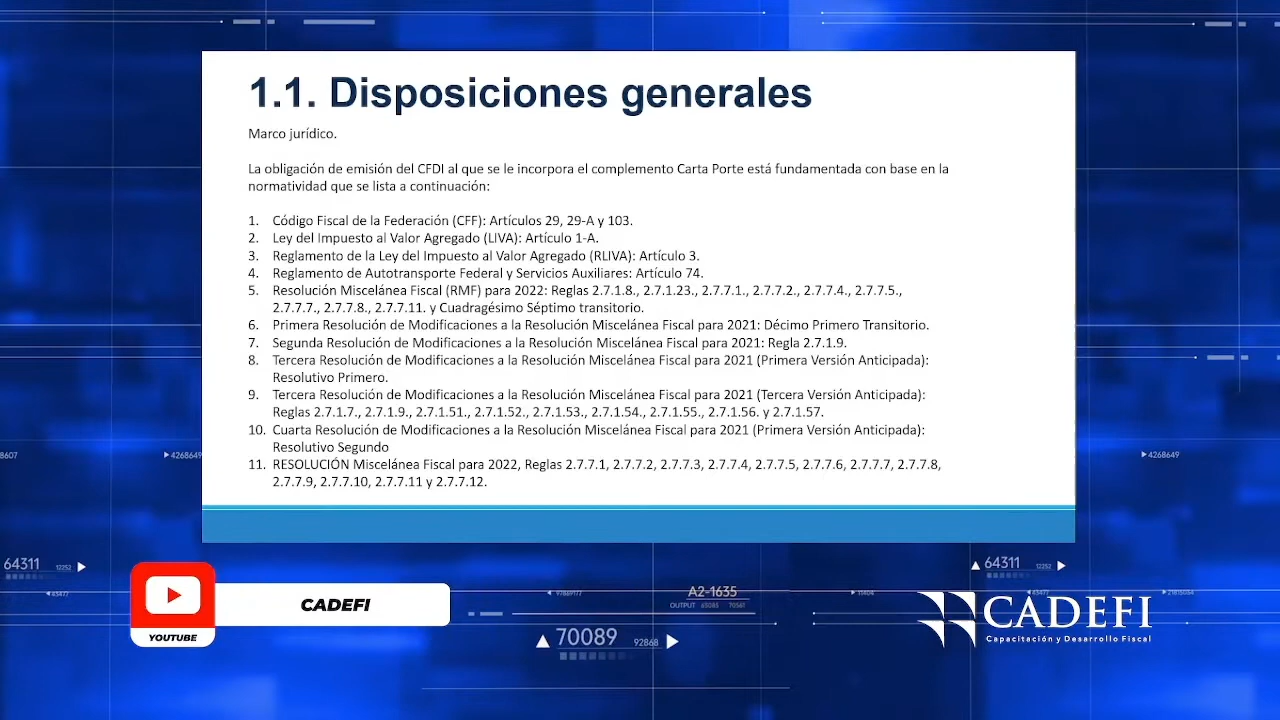 1.1. Disposiciones generales
Marco jurídico.
La obligación de emisión del CFDI al que se le incorpora el complemento Carta Porte está fundamentada con base en la
normatividad que se lista a continuación:
1. Código Fiscal de la Federación (CFF): Artículos 29, 29-A y 103.
2. Ley del Impuesto al Valor Agregado (LIVA): Artículo 1-A.
3. Reglamento de la Ley del Impuesto al Valor Agregado (RLIVA): Artículo 3.
4. Reglamento de Autotransporte Federal y Servicios Auxiliares: Artículo 74.
5. Resolución Miscelánea Fiscal (RMF) para 2022: Reglas 2.7.1.8., 2.7.1.23., 2.7.7.1., 2.7.7.2., 2.7.7.4., 2.7.7.5.,
2.7.7.7., 2.7.7.8., 2.7.7.11. y Cuadragésimo Séptimo transitorio.
6. Primera Resolución de Modificaciones a la Resolución Miscelánea Fiscal para 2021: Décimo Primero Transitorio.
7. Segunda Resolución de Modificaciones a la Resolución Miscelánea Fiscal para 2021: Regla 2.7.1.9.
8. Tercera Resolución de Modificaciones a la Resolución Miscelánea Fiscal para 2021 (Primera Versión Anticipada):
Resolutivo Primero.
9. Tercera Resolución de Modificaciones a la Resolución Miscelánea Fiscal para 2021 (Tercera Versión Anticipada):
Reglas 2.7.1.7., 2.7.1.9., 2.7.1.51., 2.7.1.52., 2.7.1.53., 2.7.1.54., 2.7.1.55., 2.7.1.56. y 2.7.1.57.
10. Cuarta Resolución de Modificaciones a la Resolución Miscelánea Fiscal para 2021 (Primera Versión Anticipada):
Resolutivo Segundo
11. RESOLUCIÓN Miscelánea Fiscal para 2022, Reglas 2.7.7.1, 2.7.7.2, 2.7.7.3, 2.7.7.4, 2.7.7.5, 2.7.7.6, 2.7.7.7, 2.7.7.8,
2.7.7.9, 2.7.7.10, 2.7.7.11 y 2.7.7.12.
8607
4268649
4268649
64311 12252
64311 12252
43477
A2-1635
OUTPUT
70089 92868
YOUTUBE
CADEFI
CADEFI
Capacitación y Desarrollo Fiscal